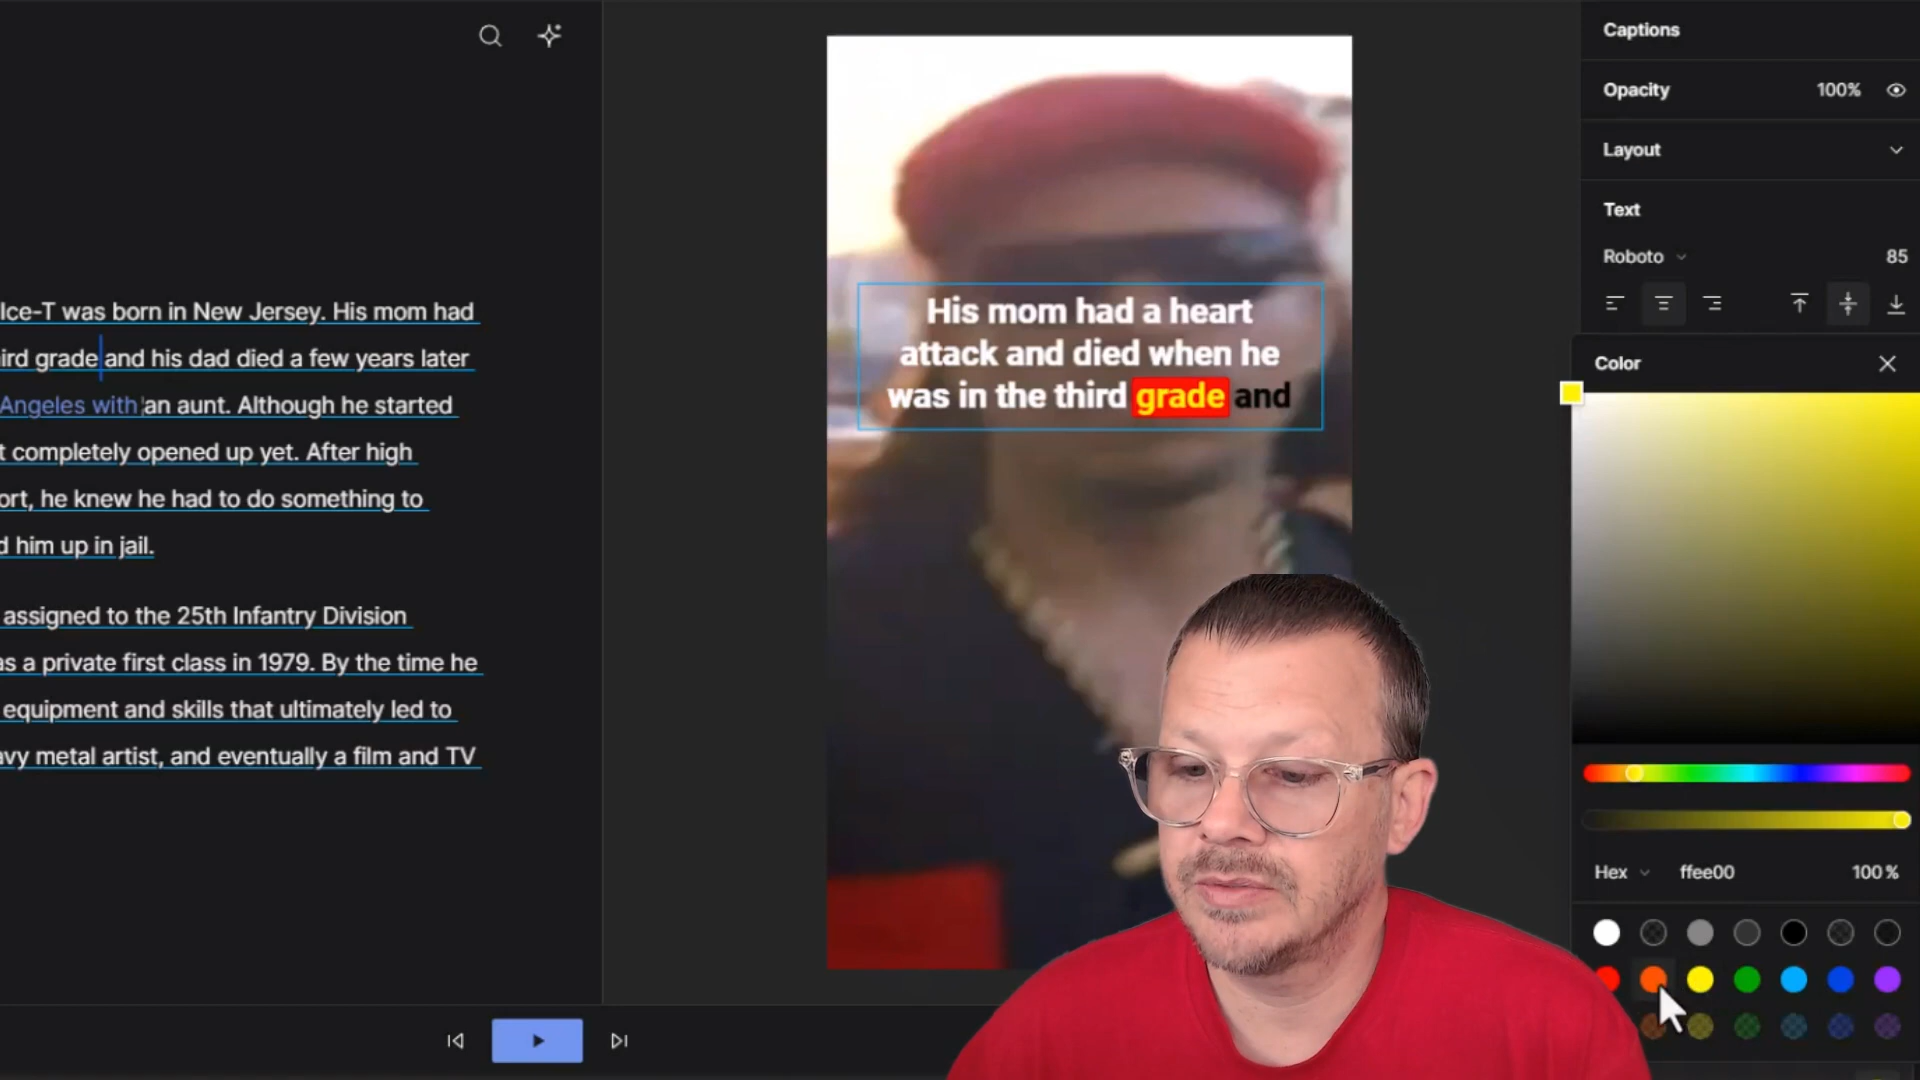 Ice-T was born in New Jersey. His mom had
ird grade and his dad died a few years later
Angeles with an aunt. Although he started
t completely opened up yet. After high
ort, he knew he had to do something to
d him up in jail.
assigned to the 25th Infantry Division
as a private first class in 1979. By the time he
equipment and skills that ultimately led to
avy metal artist, and eventually a film and TV
His mom had a heart
attack and died when he
was in the third grade and
Captions
Opacity 100%
Layout
Text
Roboto 85
Color
Hex ffee00 100%